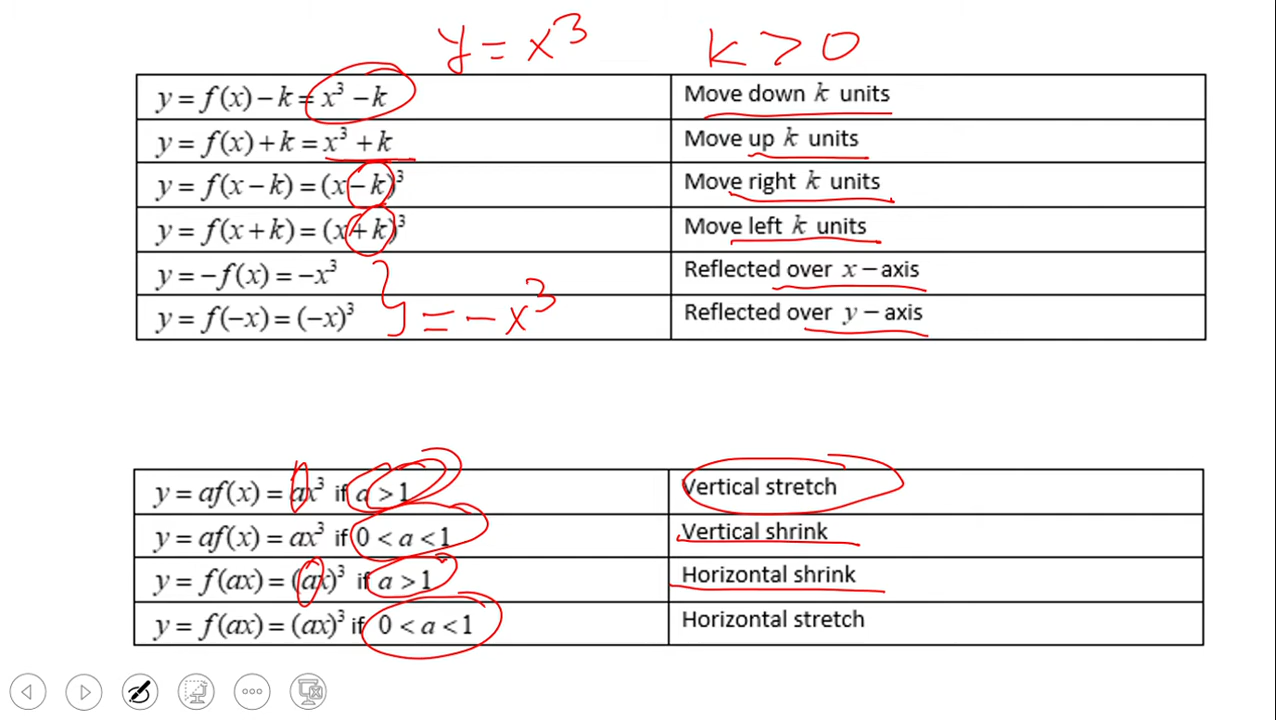 y = x³ k > 0
y = f(x) − k = x³ − k Move down k units
y = f(x) + k = x³ + k Move up k units
y = f(x − k) = (x − k)³ Move right k units
y = f(x + k) = (x + k)³ Move left k units
y = −f(x) = −x³ Reflected over x − axis
y = f(−x) = (−x)³ Reflected over y − axis
y = −x³
y = af(x) = ax³ if a > 1 Vertical stretch
y = af(x) = ax³ if 0 < a < 1 Vertical shrink
y = f(ax) = (ax)³ if a > 1 Horizontal shrink
y = f(ax) = (ax)³ if 0 < a < 1 Horizontal stretch